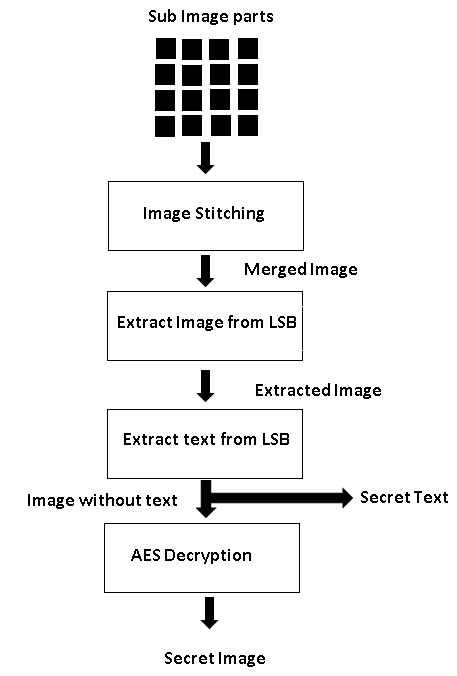 Sub Image parts
Image Stitching
Merged Image
Extract Image from LSB
Extracted Image
Extract text from LSB
Image without text
Secret Text
AES Decryption
Secret Image